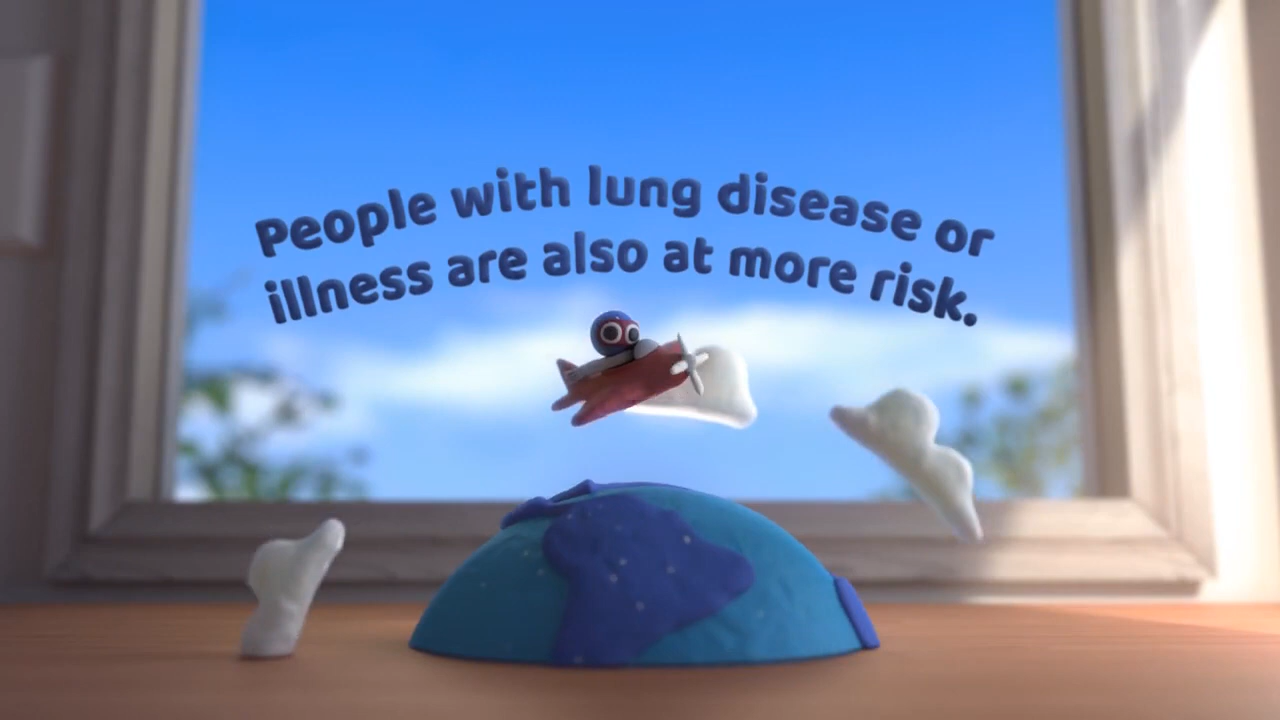 People with lung disease or
illness are also at more risk.